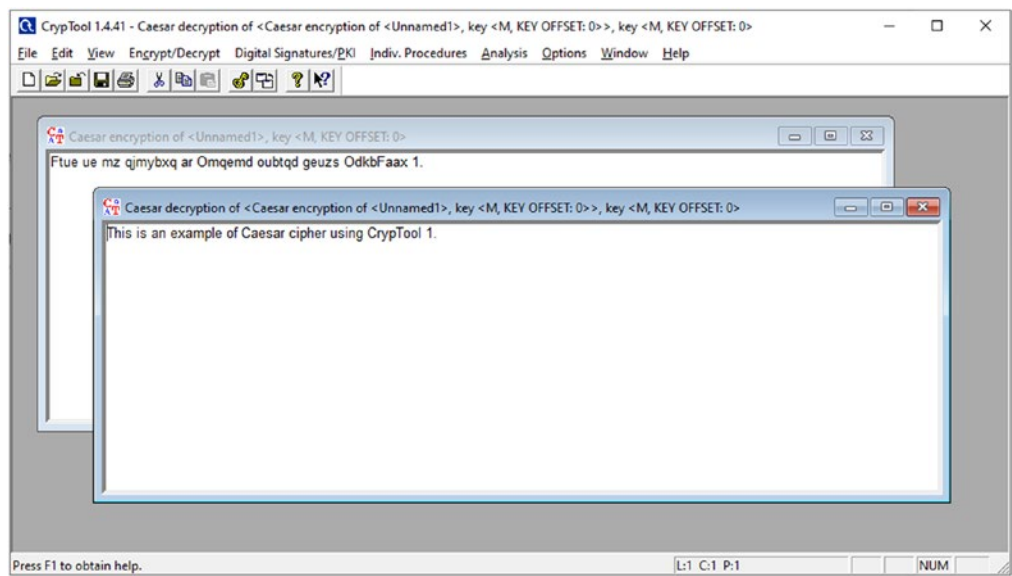 CrypTool 1.4.41 - Caesar decryption of <Caesar encryption of <Unnamed1>, key <M, KEY OFFSET: 0>>, key <M, KEY OFFSET: 0>
File Edit View Encrypt/Decrypt Digital Signatures/PKI Indiv. Procedures Analysis Options Window Help
Caesar encryption of <Unnamed1>, key <M, KEY OFFSET: 0>
Ftue ue mz qjmybxq ar Omqemd oubtqd geuzs OdkbFaax 1.
Caesar decryption of <Caesar encryption of <Unnamed1>, key <M, KEY OFFSET: 0>>, key <M, KEY OFFSET: 0>
This is an example of Caesar cipher using CrypTool 1.
Press F1 to obtain help. L:1 C:1 P:1 NUM